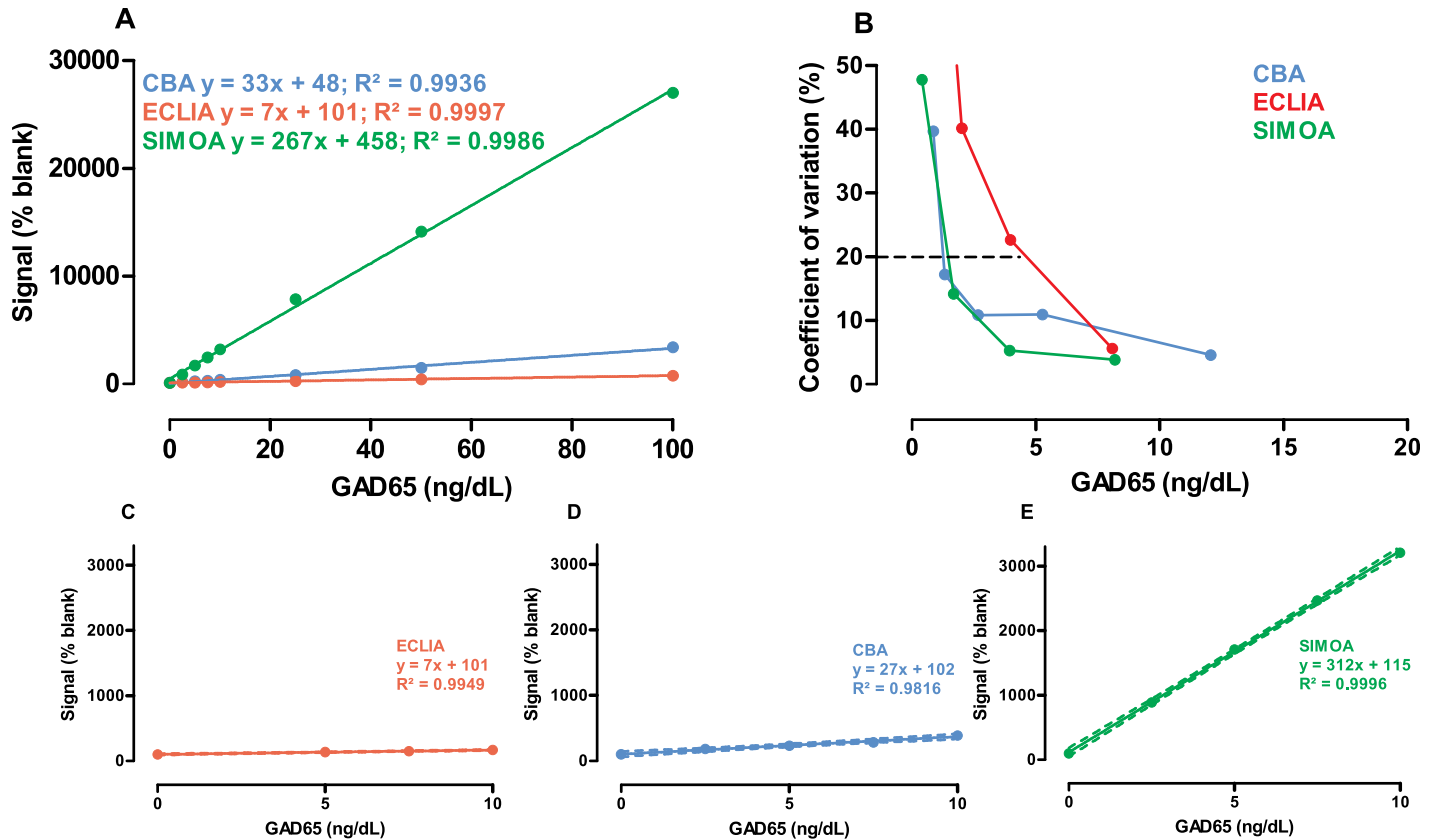 A
30000
20000
10000
0
Signal (% blank)
CBA y = 33x + 48; R² = 0.9936
ECLIA y = 7x + 101; R² = 0.9997
SIMOA y = 267x + 458; R² = 0.9986
0 20 40 60 80 100
GAD65 (ng/dL)
B
50
40
30
20
10
0
Coefficient of variation (%)
CBA
ECLIA
SIMOA
0 5 10 15 20
GAD65 (ng/dL)
C
3000
2000
1000
0
Signal (% blank)
ECLIA
y = 7x + 101
R² = 0.9949
0 5 10
GAD65 (ng/dL)
D
3000
2000
1000
0
Signal (% blank)
CBA
y = 27x + 102
R² = 0.9816
0 5 10
GAD65 (ng/dL)
E
3000
2000
1000
0
Signal (% blank)
SIMOA
y = 312x + 115
R² = 0.9996
0 5 10
GAD65 (ng/dL)